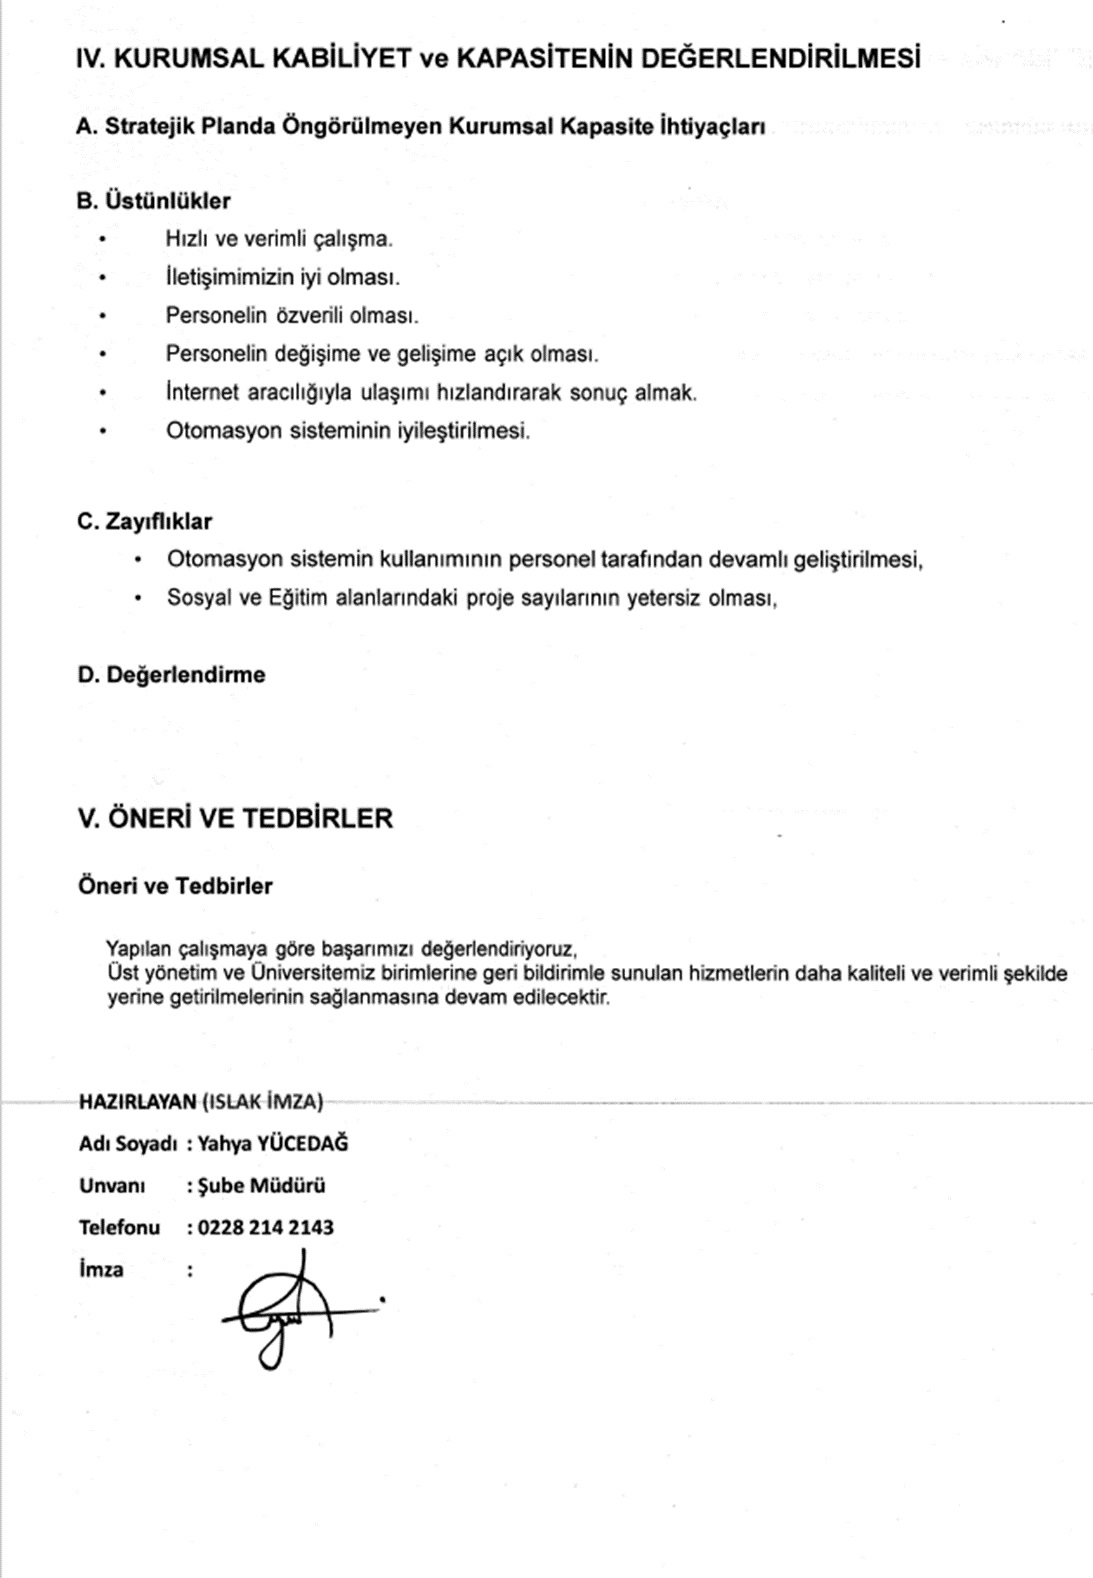 IV. KURUMSAL KABİLİYET ve KAPASİTENİN DEĞERLENDİRİLMESİ
A. Stratejik Planda Öngörülmeyen Kurumsal Kapasite İhtiyaçları
B. Üstünlükler
• Hızlı ve verimli çalışma.
• İletişimimizin iyi olması.
• Personelin özverili olması.
• Personelin değişime ve gelişime açık olması.
• İnternet aracılığıyla ulaşımı hızlandırarak sonuç almak.
• Otomasyon sisteminin iyileştirilmesi.
C. Zayıflıklar
• Otomasyon sistemin kullanımının personel tarafından devamlı geliştirilmesi,
• Sosyal ve Eğitim alanlarındaki proje sayılarının yetersiz olması,
D. Değerlendirme
V. ÖNERİ VE TEDBİRLER
Öneri ve Tedbirler
Yapılan çalışmaya göre başarımızı değerlendiriyoruz,
Üst yönetim ve Üniversitemiz birimlerine geri bildirimle sunulan hizmetlerin daha kaliteli ve verimli şekilde
yerine getirilmelerinin sağlanmasına devam edilecektir.
HAZIRLAYAN (ISLAK İMZA)
Adı Soyadı : Yahya YÜCEDAĞ
Unvanı : Şube Müdürü
Telefonu : 0228 214 2143
İmza :